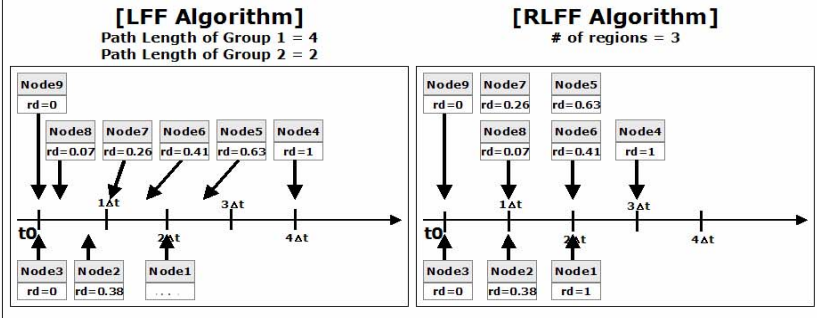 [LFF Algorithm]
Path Length of Group 1 = 4
Path Length of Group 2 = 2
Node9
rd=0
Node8
rd=0.07
Node7
rd=0.26
Node6
rd=0.41
Node5
rd=0.63
Node4
rd=1
1Δt
3Δt
t0
2Δt
4Δt
Node3
rd=0
Node2
rd=0.38
Node1
....
[RLFF Algorithm]
# of regions = 3
Node9
rd=0
Node7
rd=0.26
Node5
rd=0.63
Node8
rd=0.07
Node6
rd=0.41
Node4
rd=1
1Δt
3Δt
t0
2Δt
4Δt
Node3
rd=0
Node2
rd=0.38
Node1
rd=1